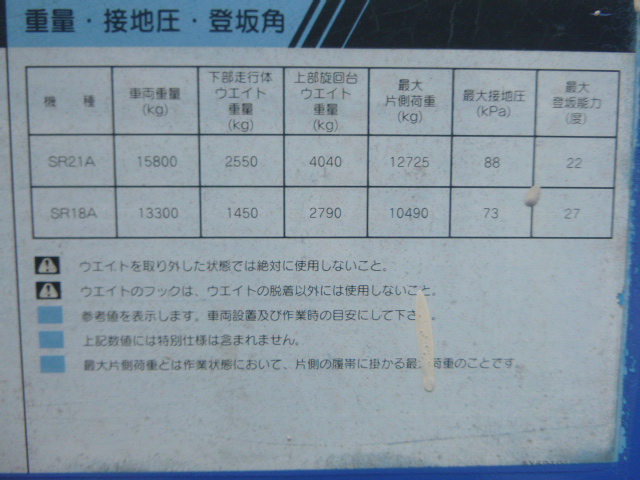 重量・接地圧・登坂角
機 種 車両重量 (kg) 下部走行体 ウエイト 重量 (kg) 上部旋回台 ウエイト 重量 (kg) 最大 片側荷重 (kg) 最大接地圧 (kPa) 最大 登坂能力 (度)
SR21A 15800 2550 4040 12725 88 22
SR18A 13300 1450 2790 10490 73 27
ウエイトを取り外した状態では絶対に使用しないこと。
ウエイトのフックは、ウエイトの脱着以外には使用しないこと。
参考値を表示します。車両設置及び作業時の目安にして下さ。
上記数値には特別仕様は含まれません。
最大片側荷重とは作業状態において、片側の履帯に掛かる最大荷重のことです。